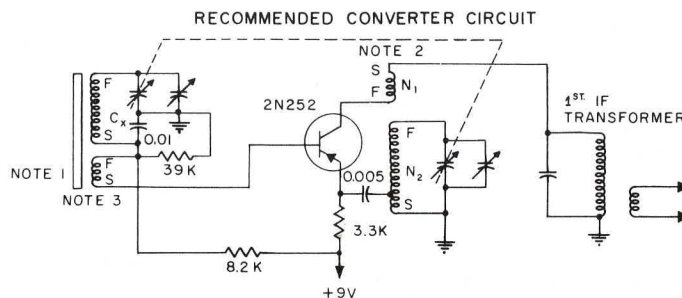 RECOMMENDED CONVERTER CIRCUIT
NOTE 2
S
F
N1
2N252
1ST. IF
TRANSFORMER
F
S
Cx
0.01
F
S
39K
NOTE 1
NOTE 3
0.005
F
N2
S
3.3K
8.2 K
+9V